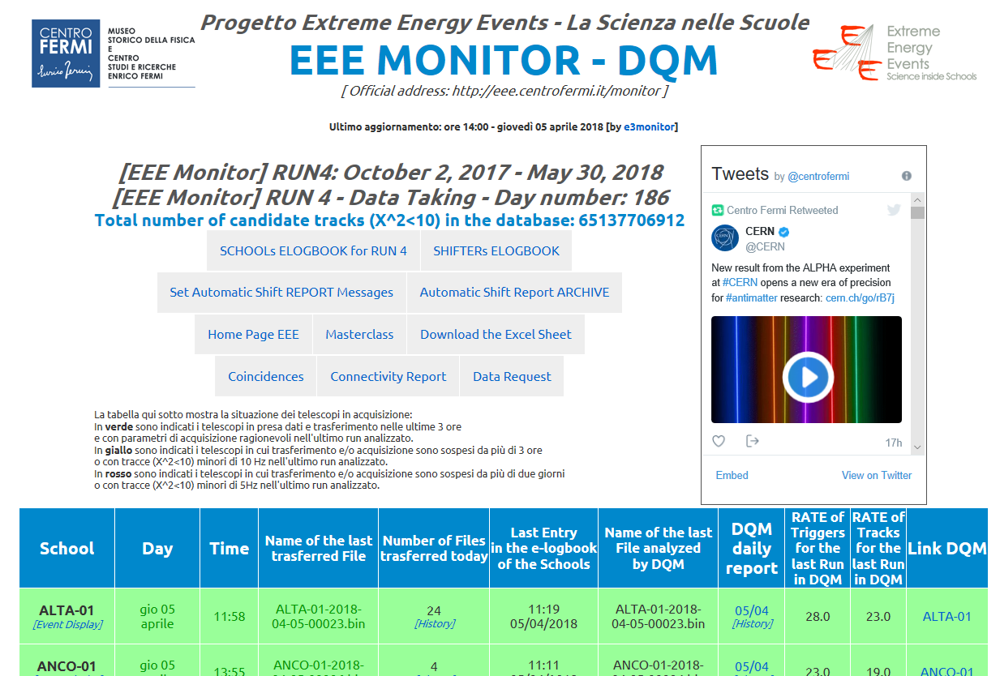 CENTRO
FERMI
Enrico Fermi
MUSEO
STORICO DELLA FISICA
E
CENTRO
STUDI E RICERCHE
ENRICO FERMI
Progetto Extreme Energy Events - La Scienza nelle Scuole
EEE MONITOR - DQM
[ Official address: http://eee.centrofermi.it/monitor ]
EEE
Extreme
Energy
Events
Science inside Schools
Ultimo aggiornamento: ore 14:00 - giovedì 05 aprile 2018 [by e3monitor]
[EEE Monitor] RUN4: October 2, 2017 - May 30, 2018
[EEE Monitor] RUN 4 - Data Taking - Day number: 186
Total number of candidate tracks (X^2<10) in the database: 65137706912
SCHOOLs ELOGBOOK for RUN 4 SHIFTERs ELOGBOOK
Set Automatic Shift REPORT Messages Automatic Shift Report ARCHIVE
Home Page EEE Masterclass Download the Excel Sheet
Coincidences Connectivity Report Data Request
La tabella qui sotto mostra la situazione dei telescopi in acquisizione:
In verde sono indicati i telescopi in presa dati e trasferimento nelle ultime 3 ore
e con parametri di acquisizione ragionevoli nell'ultimo run analizzato.
In giallo sono indicati i telescopi in cui trasferimento e/o acquisizione sono sospesi da più di 3 ore
o con tracce (X^2<10) minori di 10 Hz nell'ultimo run analizzato.
In rosso sono indicati i telescopi in cui trasferimento e/o acquisizione sono sospesi da più di due giorni
o con tracce (X^2<10) minori di 5Hz nell'ultimo run analizzato.
Tweets by @centrofermi
Centro Fermi Retweeted
CERN
CERN
@CERN
New result from the ALPHA experiment
at #CERN opens a new era of precision
for #antimatter research: cern.ch/go/rB7j
17h
Embed View on Twitter
School
Day
Time
Name of the last
trasferred File
Number of Files
trasferred today
Last Entry
in the e-logbook
of the Schools
Name of the last
File analyzed
by DQM
DQM
daily
report
RATE of
Triggers
for the
last Run
in DQM
RATE of
Tracks
for the
last Run
in DQM
Link DQM
ALTA-01
[Event Display]
gio 05
aprile
11:58
ALTA-01-2018-
04-05-00023.bin
24
[History]
11:19
05/04/2018
ALTA-01-2018-
04-05-00023.bin
05/04
[History]
28.0
23.0
ALTA-01
ANCO-01
gio 05
13:55
ANCO-01-2018-
4
11:11
ANCO-01-2018-
05/04
23.0
19.0
ANCO-01